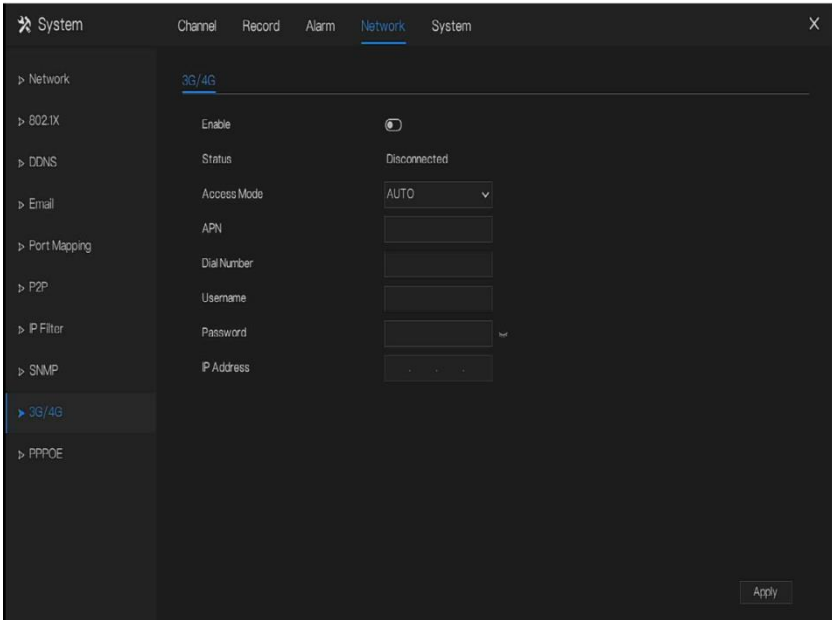 System
Channel Record Alarm Network System X
Network
802.1X
DDNS
Email
Port Mapping
P2P
IP Filter
SNMP
3G/4G
PPPOE
3G/4G
Enable
Status Disconnected
Access Mode AUTO
APN
Dial Number
Username
Password
IP Address . . .
Apply